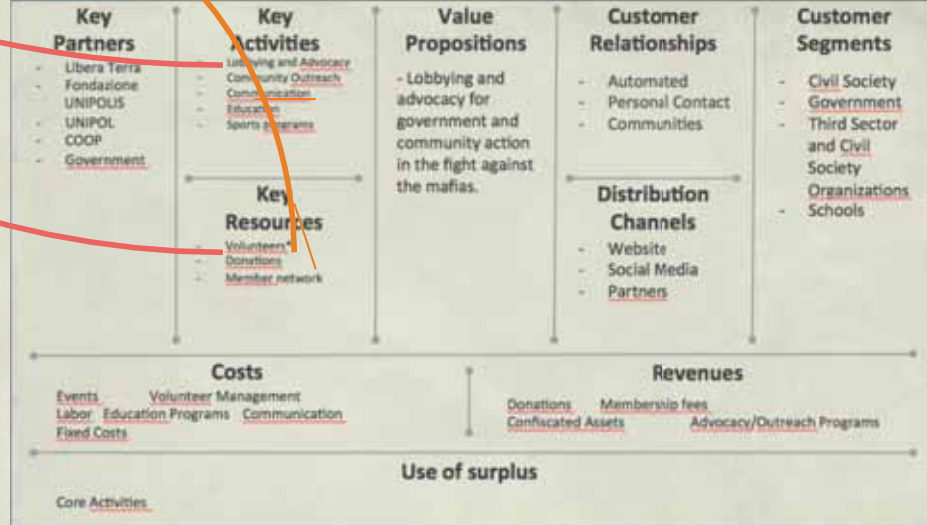 Key
Partners
- Libera Terra
- Fondazione
UNIPOLIS
- UNIPOL
- COOP
- Government
Key
Activities
- Lobbying and Advocacy
- Community Outreach
- Communication
- Education
- Sports programs
Key
Resources
- Volunteers*
- Donations
- Member network
Value
Propositions
- Lobbying and
advocacy for
government and
community action
in the fight against
the mafias.
Customer
Relationships
- Automated
- Personal Contact
- Communities
Distribution
Channels
- Website
- Social Media
- Partners
Customer
Segments
- Civil Society
- Government
- Third Sector
and Civil
Society
Organizations
- Schools
Costs
Events Volunteer Management
Labor Education Programs Communication
Fixed Costs
Revenues
Donations Membership fees
Confiscated Assets Advocacy/Outreach Programs
Use of surplus
Core Activities